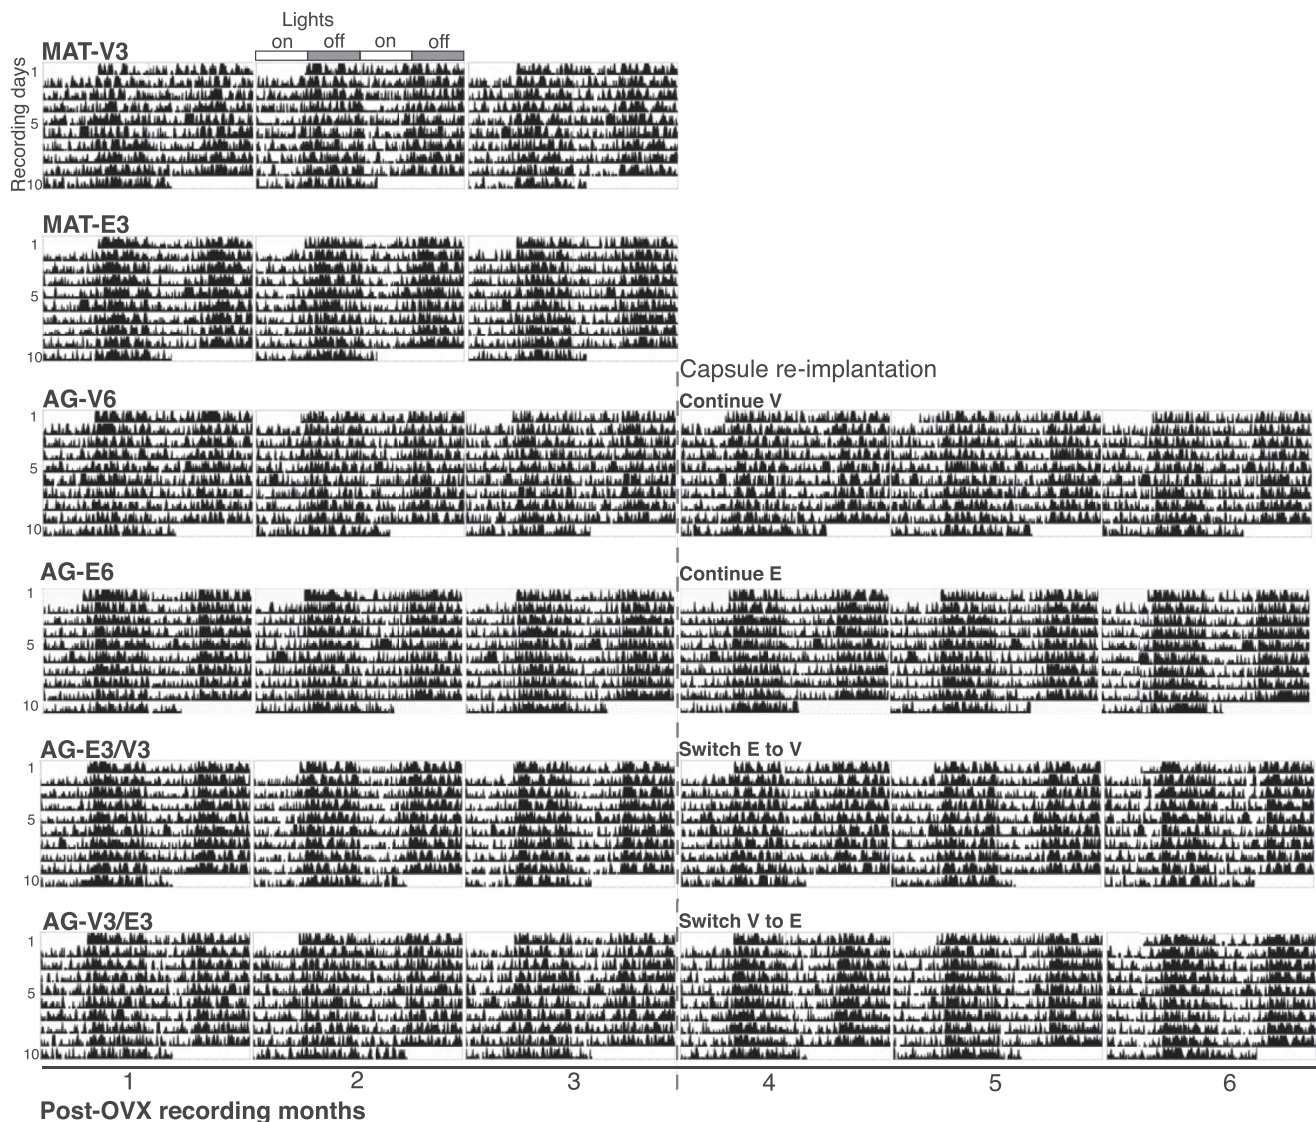 Lights
on off on off
MAT-V3
Recording days
1
5
10
MAT-E3
1
5
10
Capsule re-implantation
AG-V6
Continue V
1
5
10
AG-E6
Continue E
1
5
10
AG-E3/V3
Switch E to V
1
5
10
AG-V3/E3
Switch V to E
1
5
10
1 2 3 4 5 6
Post-OVX recording months